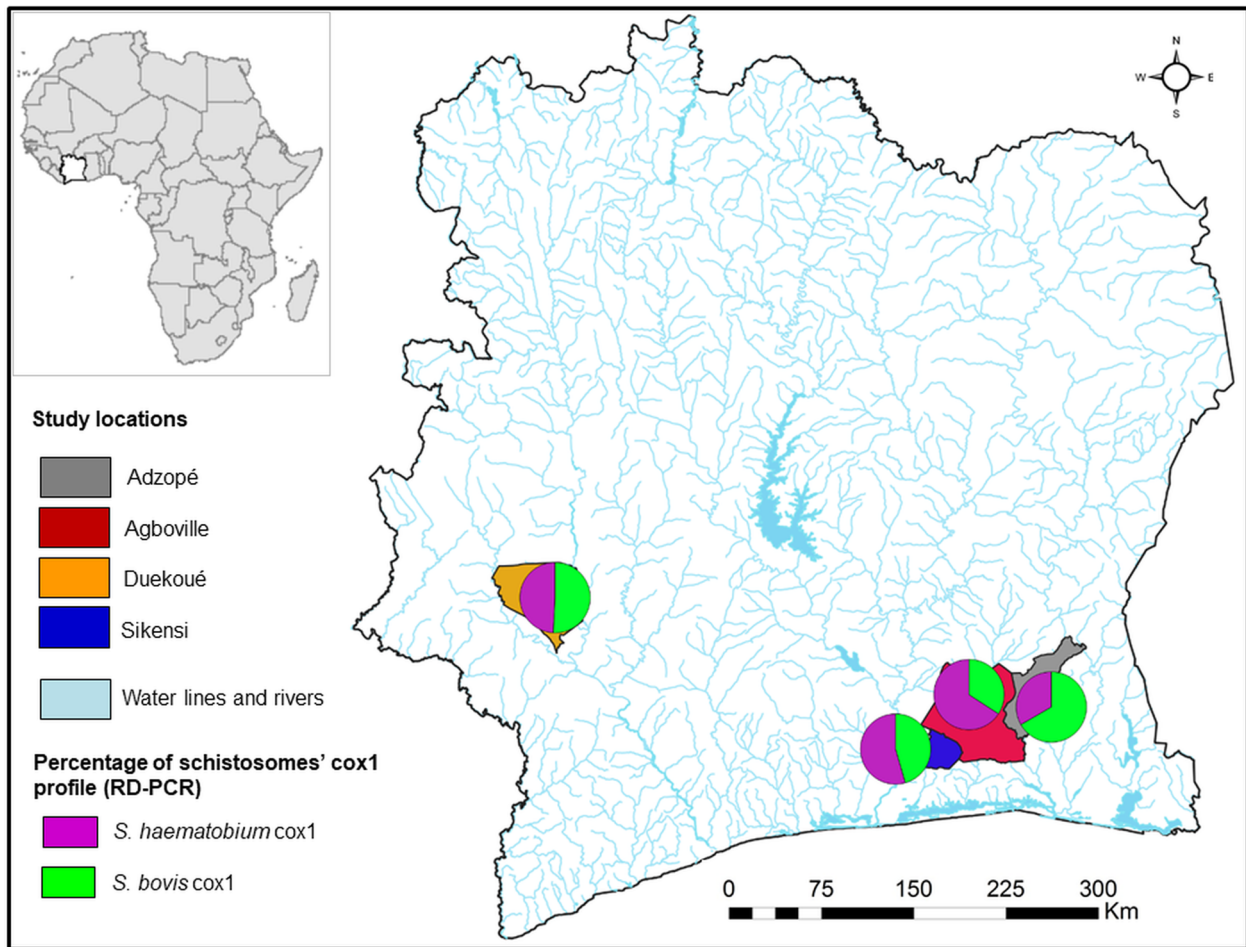 N
W E
S
Study locations
Adzopé
Agboville
Duekoué
Sikensi
Water lines and rivers
Percentage of schistosomes’ cox1
profile (RD-PCR)
S. haematobium cox1
S. bovis cox1
0 75 150 225 300
Km